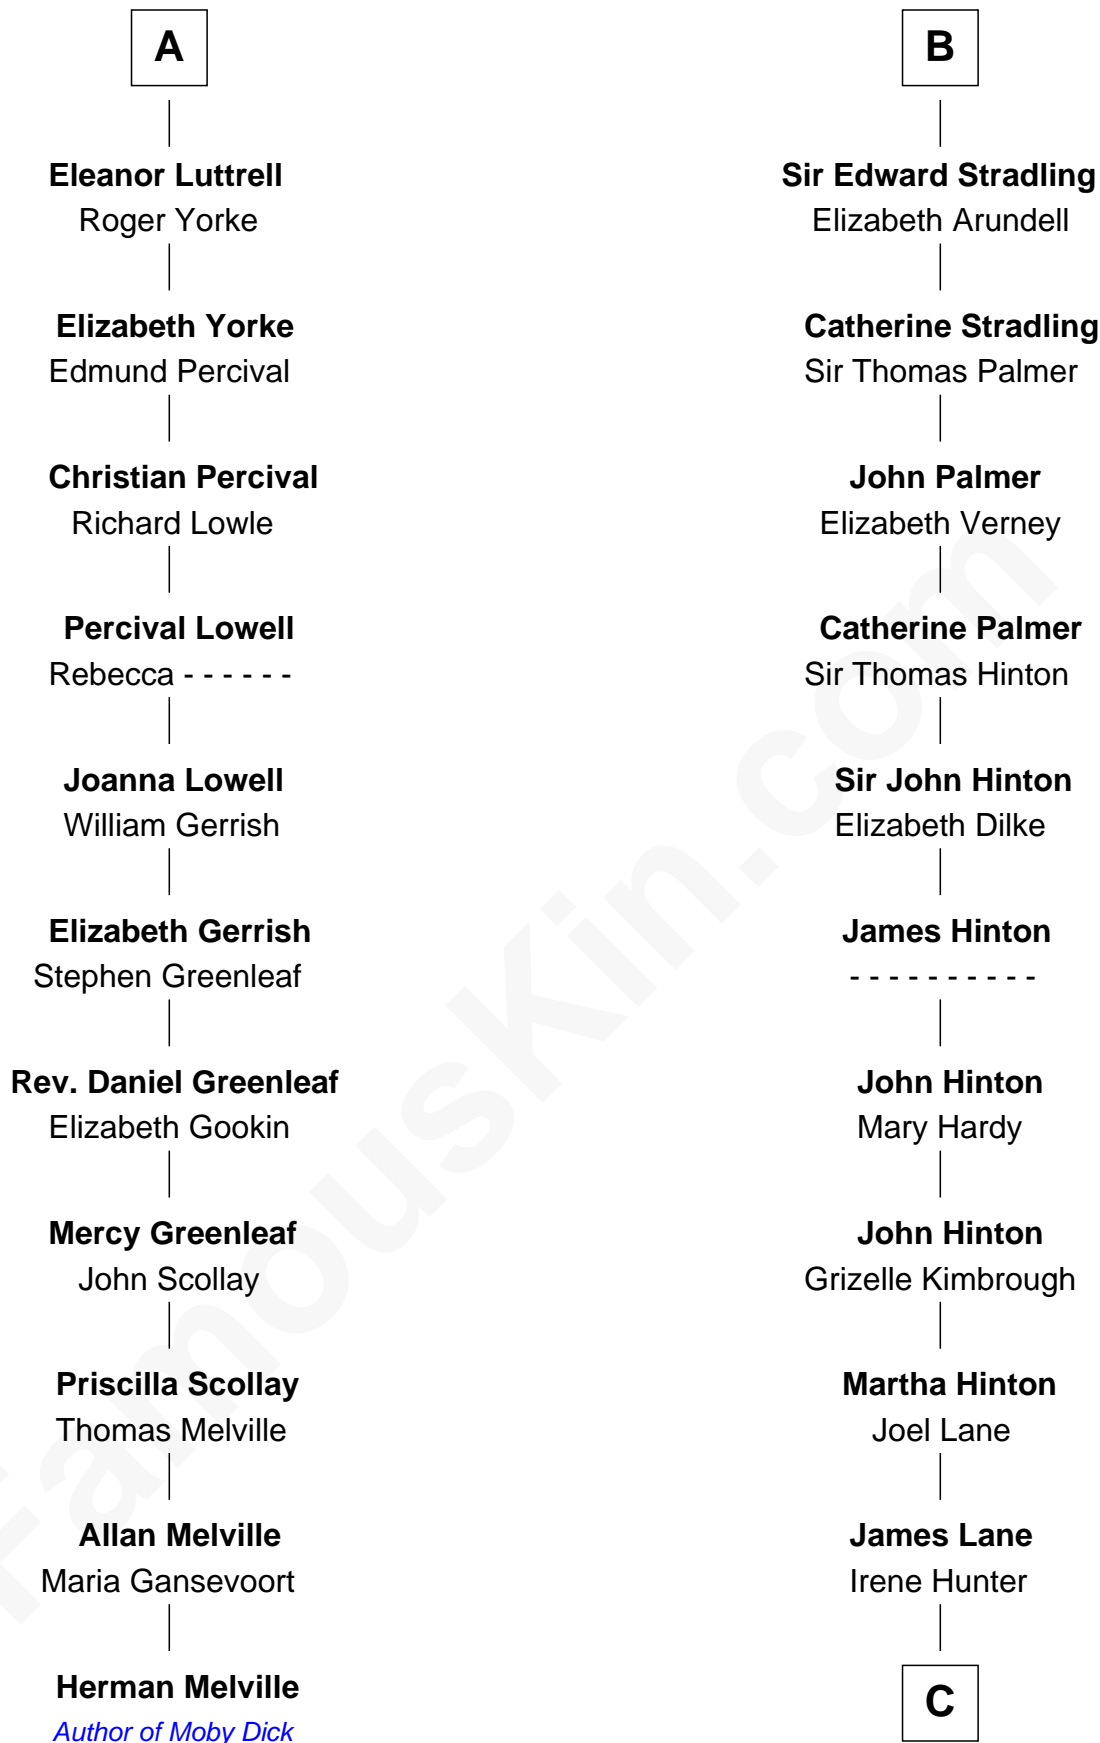 A
Eleanor Luttrell
Roger Yorke
Elizabeth Yorke
Edmund Percival
Christian Percival
Richard Lowle
Percival Lowell
Rebecca - - - - - -
Joanna Lowell
William Gerrish
Elizabeth Gerrish
Stephen Greenleaf
Rev. Daniel Greenleaf
Elizabeth Gookin
Mercy Greenleaf
John Scollay
Priscilla Scollay
Thomas Melville
Allan Melville
Maria Gansevoort
Herman Melville
Author of Moby Dick
B
Sir Edward Stradling
Elizabeth Arundell
Catherine Stradling
Sir Thomas Palmer
John Palmer
Elizabeth Verney
Catherine Palmer
Sir Thomas Hinton
Sir John Hinton
Elizabeth Dilke
James Hinton
- - - - - - - - - -
John Hinton
Mary Hardy
John Hinton
Grizelle Kimbrough
Martha Hinton
Joel Lane
James Lane
Irene Hunter
C
FamousKin.com